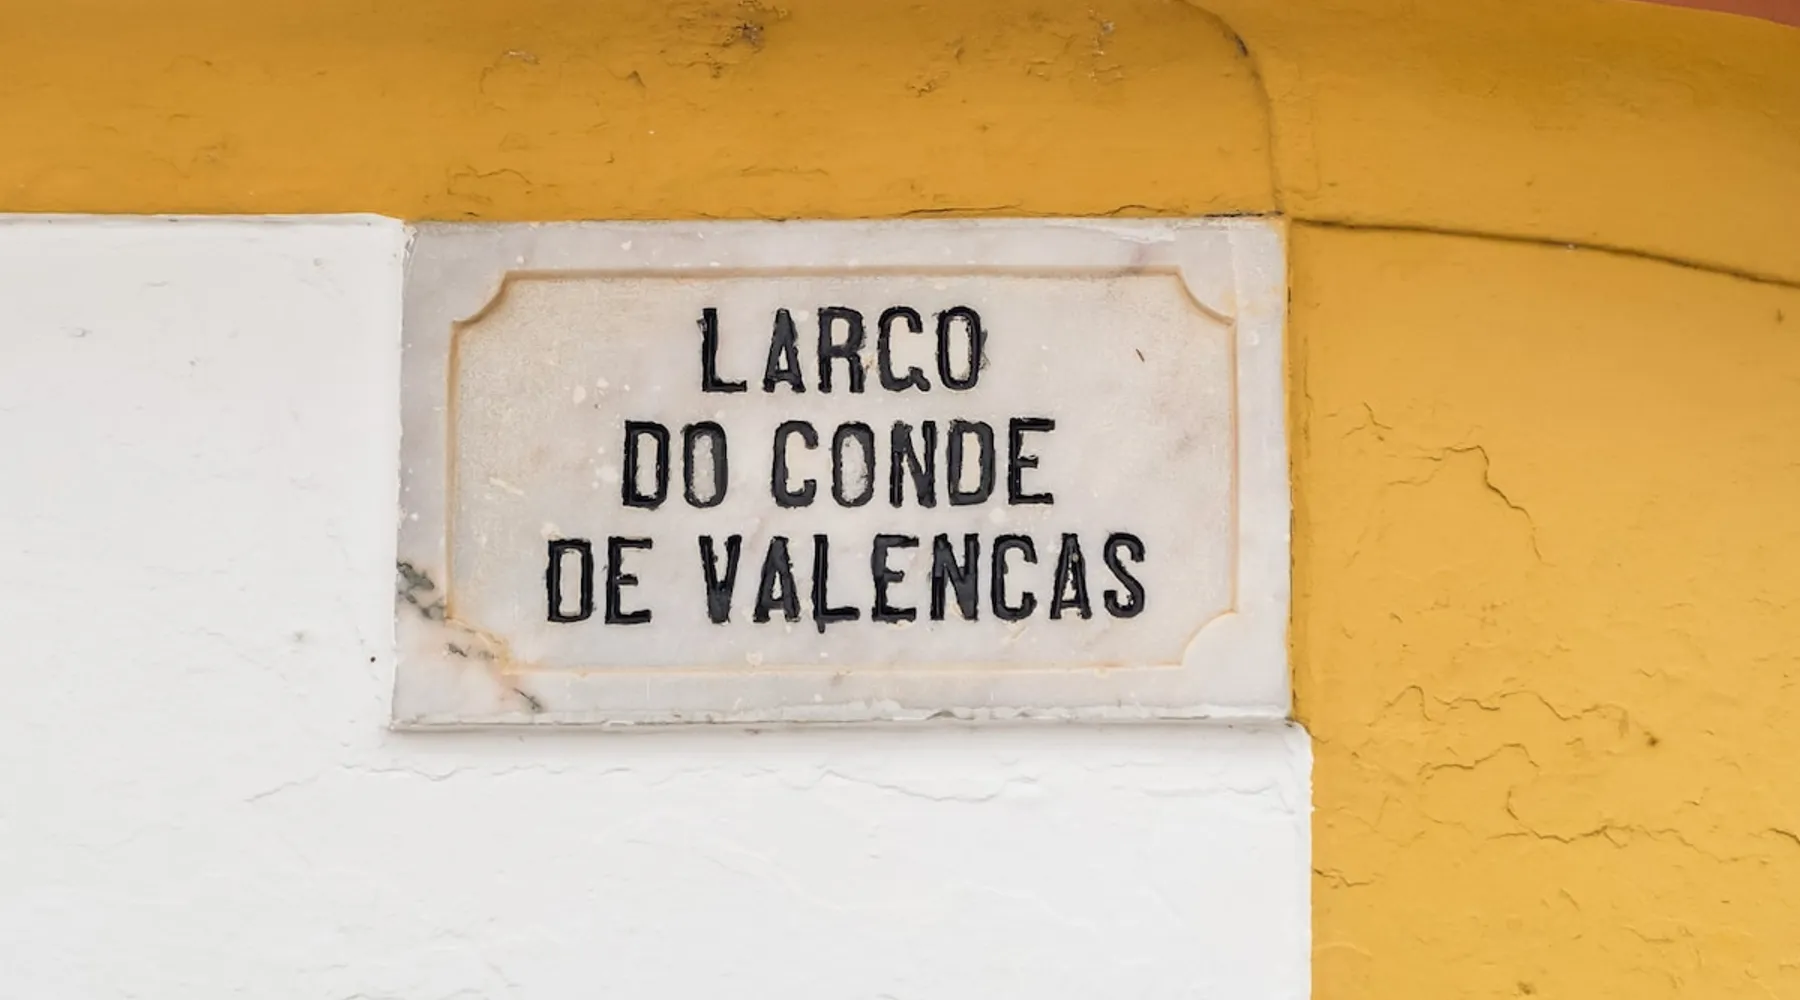 LARGO
DO CONDE
DE VALENCAS